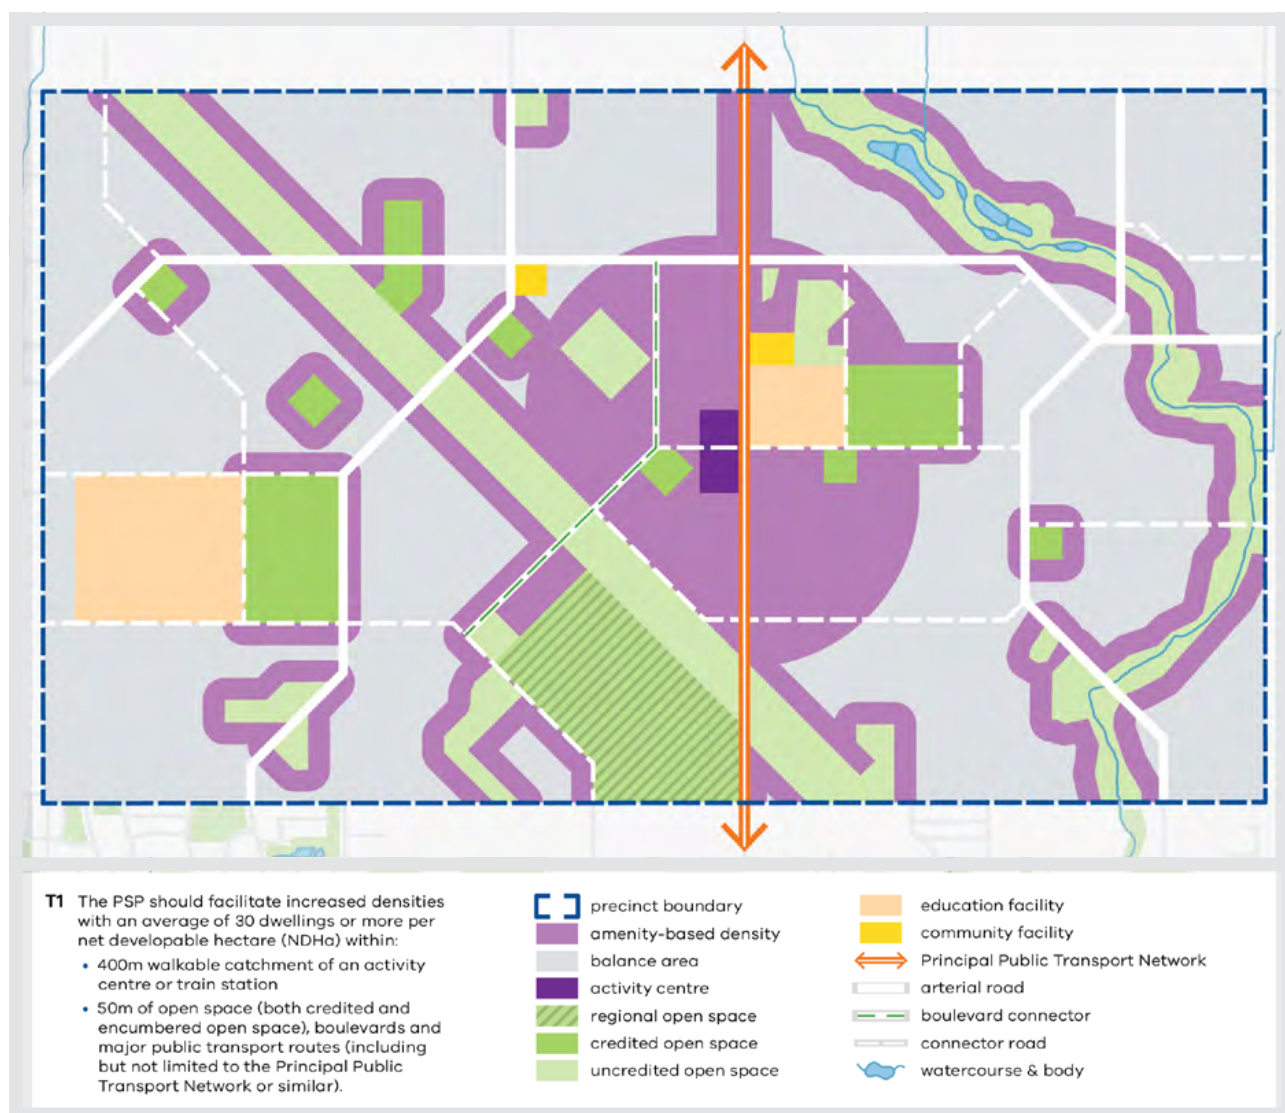 T1 The PSP should facilitate increased densities
with an average of 30 dwellings or more per
net developable hectare (NDHa) within:
• 400m walkable catchment of an activity
centre or train station
• 50m of open space (both credited and
encumbered open space), boulevards and
major public transport routes (including
but not limited to the Principal Public
Transport Network or similar).
precinct boundary
amenity-based density
balance area
activity centre
regional open space
credited open space
uncredited open space
education facility
community facility
Principal Public Transport Network
arterial road
boulevard connector
connector road
watercourse & body